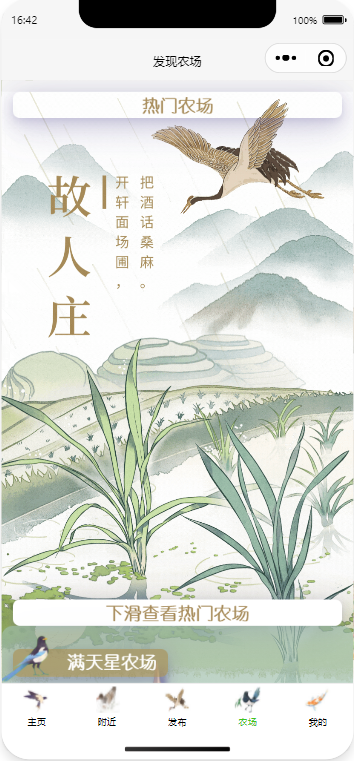 16:42
100%
发现农场
热门农场
故人庄
开轩面场圃，
把酒话桑麻。
下滑查看热门农场
满天星农场
主页
附近
发布
农场
我的